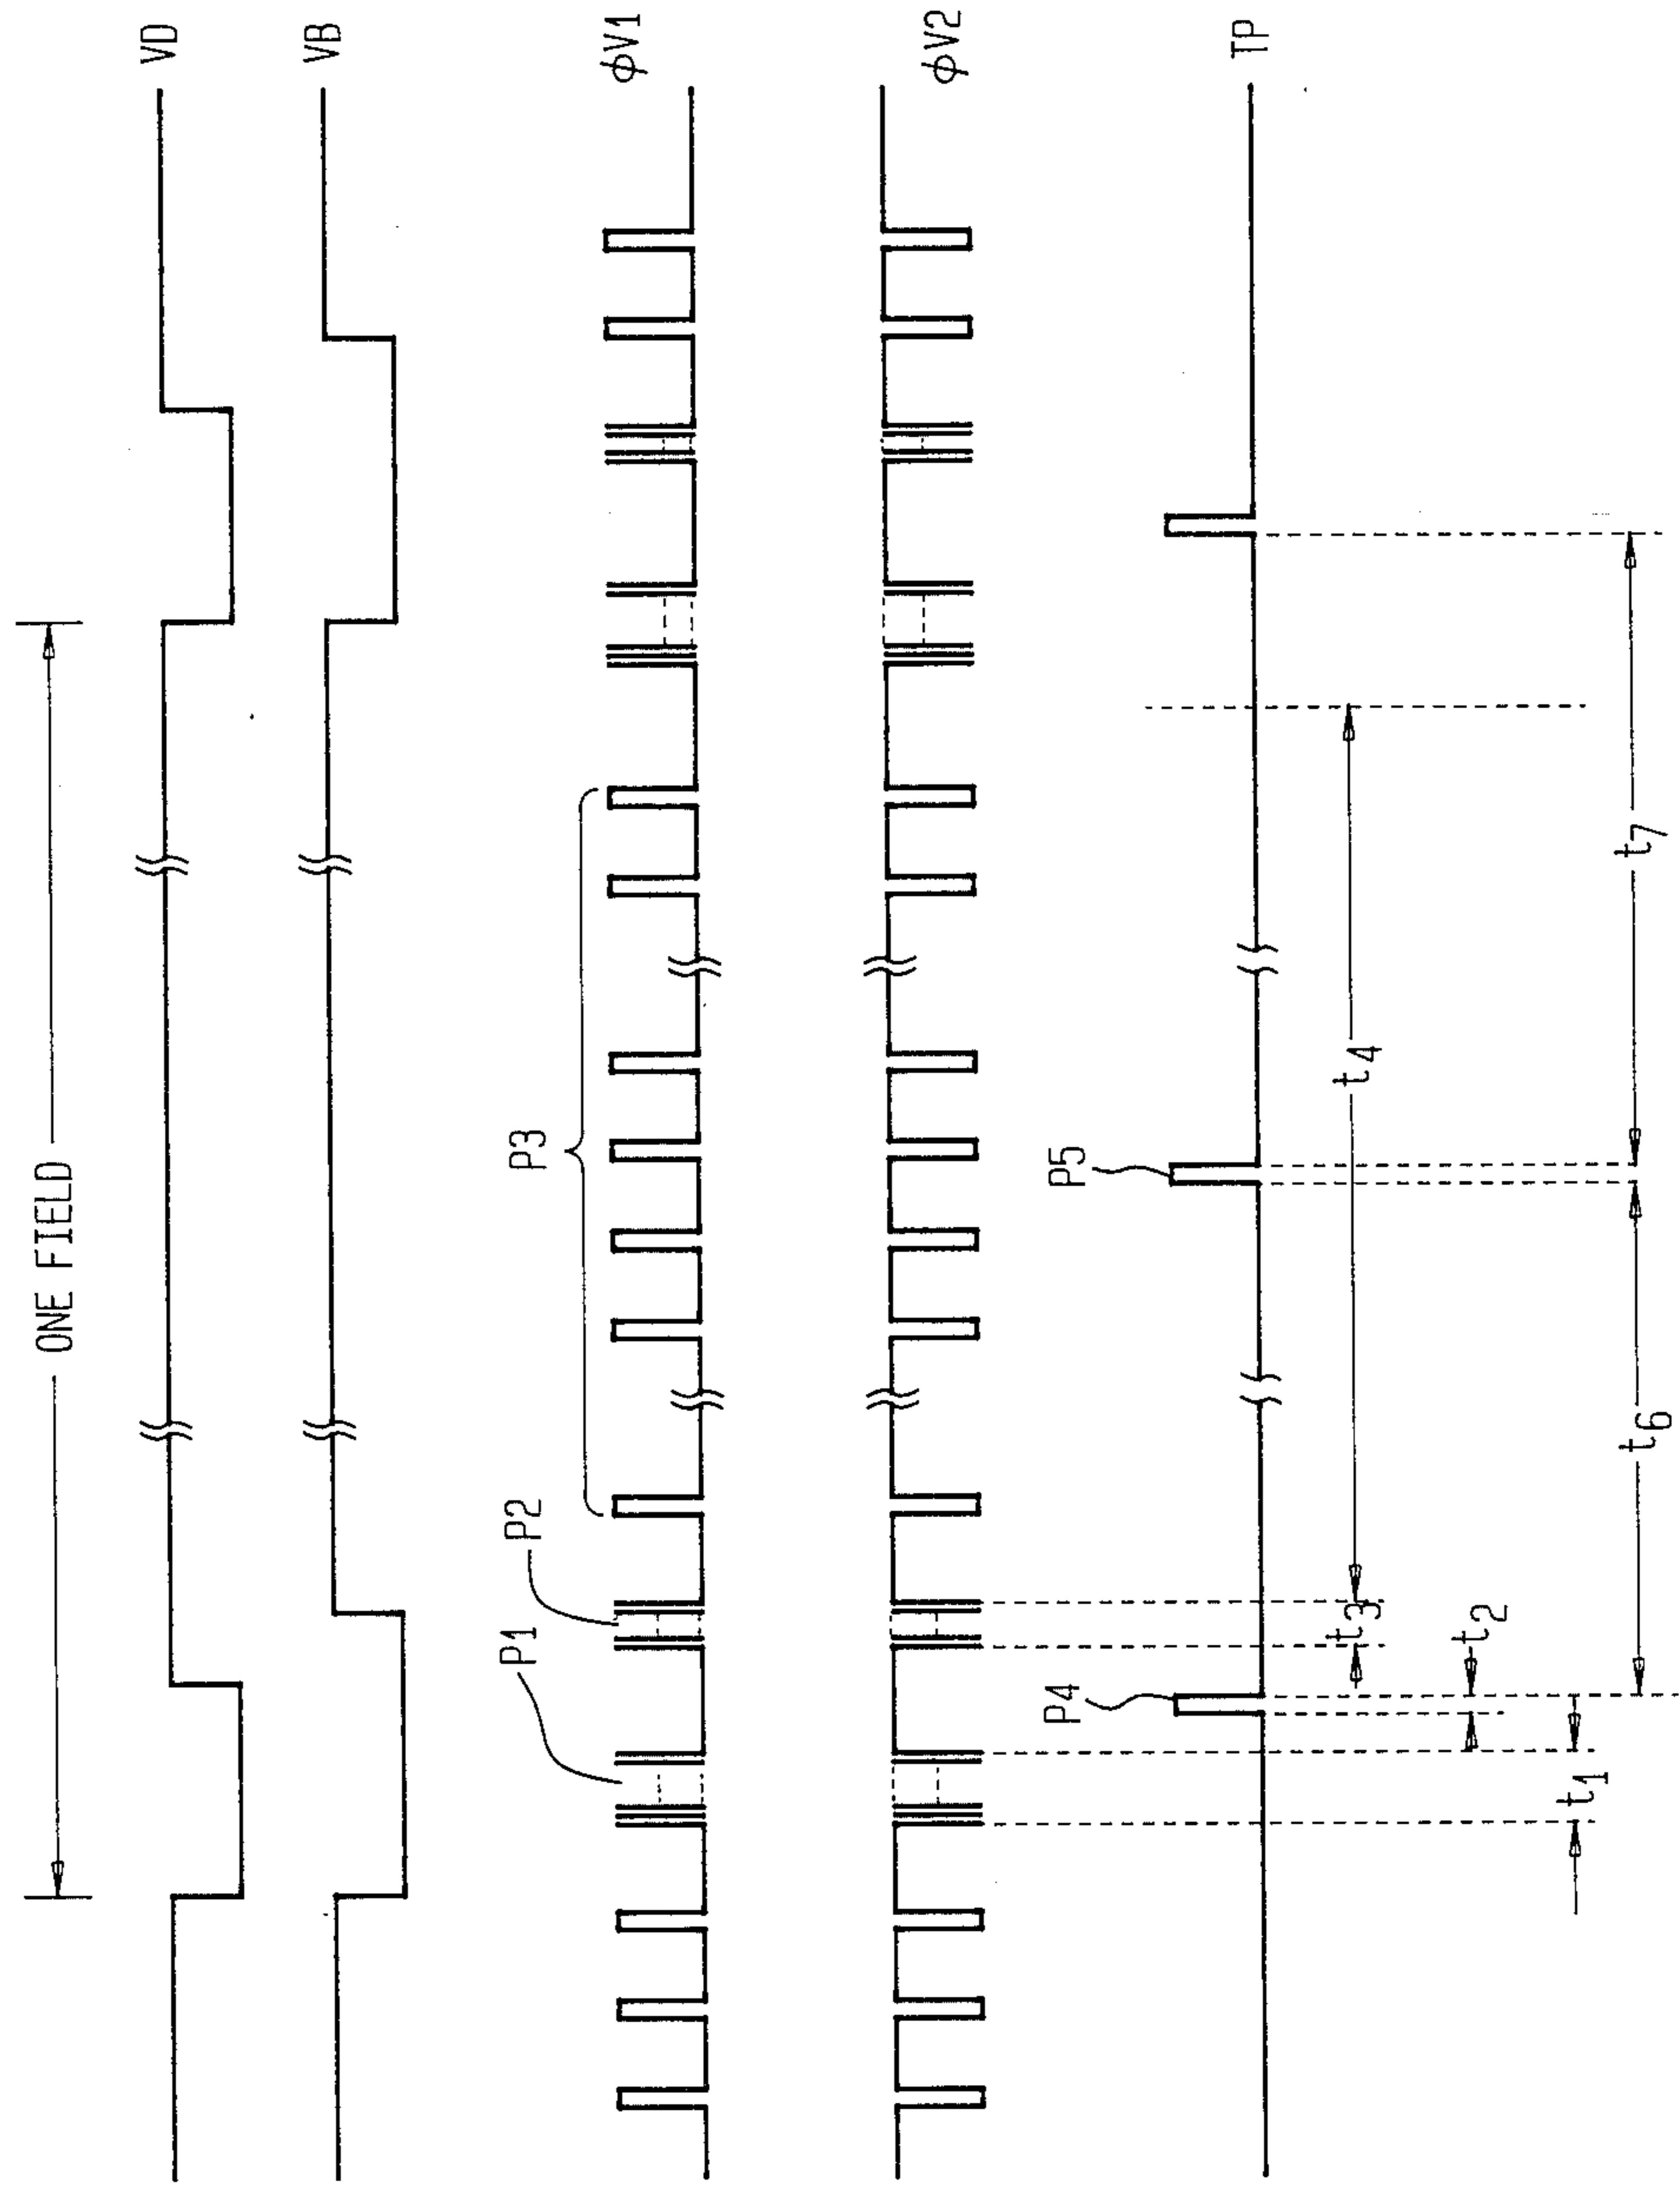 ONE FIELD
VD
VB
ϕV1
P1
P2
P3
ϕV2
TP
P4
P5
t1
t2
t3
t4
t6
t7